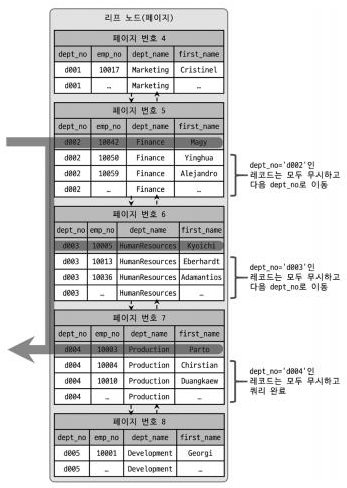 리프 노드(페이지)
페이지 번호 4
dept_no emp_no dept_name first_name
d001 10017 Marketing Cristinel
d001 … Marketing …
페이지 번호 5
dept_no emp_no dept_name first_name
d002 10042 Finance Magy
d002 10050 Finance Yinghua
d002 10059 Finance Alejandro
d002 … Finance …
dept_no='d002'인
레코드는 모두 무시하고
다음 dept_no로 이동
페이지 번호 6
dept_no emp_no dept_name first_name
d003 10005 HumanResources Kyoichi
d003 10013 HumanResources Eberhardt
d003 10036 HumanResources Adamantios
d003 … HumanResources …
dept_no='d003'인
레코드는 모두 무시하고
다음 dept_no로 이동
페이지 번호 7
dept_no emp_no dept_name first_name
d004 10003 Production Parto
d004 10004 Production Chirstian
d004 10010 Production Duangkaew
d004 … Production …
dept_no='d004'인
레코드는 모두 무시하고
쿼리 완료
페이지 번호 8
dept_no emp_no dept_name first_name
d005 10001 Development Georgi
d005 … Development …